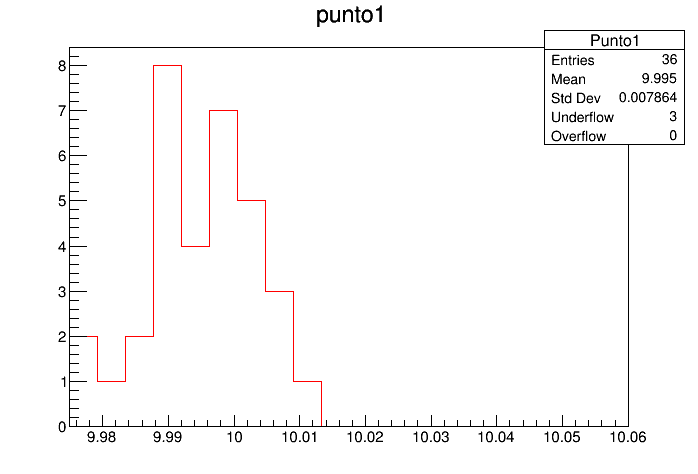 punto1
Punto1
Entries 36
Mean 9.995
Std Dev 0.007864
Underflow 3
Overflow 0
8
7
6
5
4
3
2
1
0
9.98 9.99 10 10.01 10.02 10.03 10.04 10.05 10.06